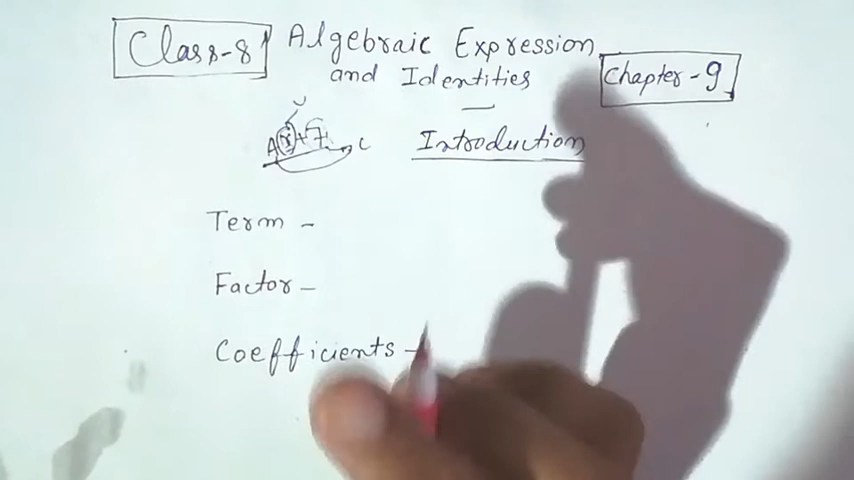 Class-8 Algebraic Expression
and Identities Chapter-9
Introduction
Term -
Factor -
Coefficients -